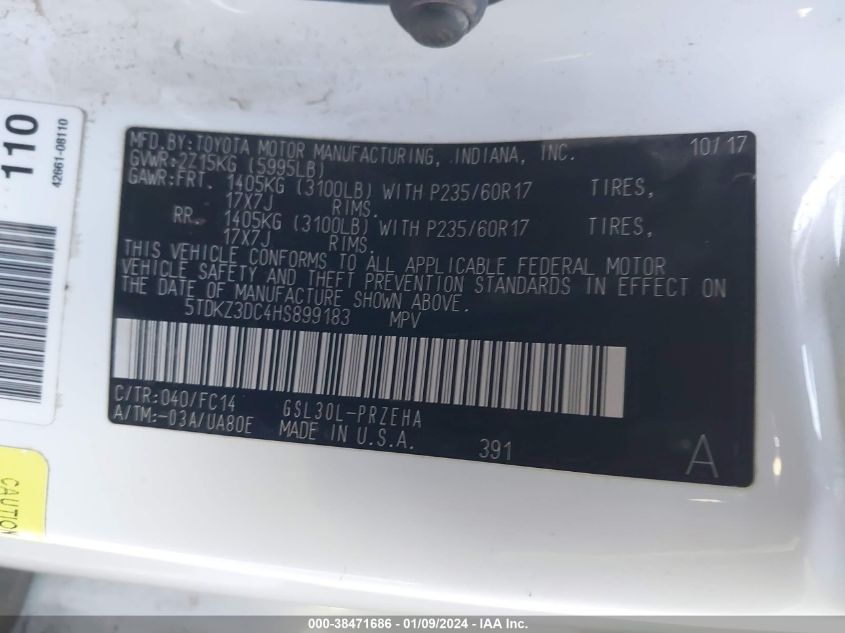 110
42661-08110
MFD.BY:TOYOTA MOTOR MANUFACTURING, INDIANA, INC. 10/17
GVWR:2Z15KG (5995LB)
GAWR:FRT. 1405KG (3100LB) WITH P235/60R17 TIRES,
17X7J RIMS.
RR. 1405KG (3100LB) WITH P235/60R17 TIRES,
17X7J RIMS.
THIS VEHICLE CONFORMS TO ALL APPLICABLE FEDERAL MOTOR
VEHICLE SAFETY AND THEFT PREVENTION STANDARDS IN EFFECT ON
THE DATE OF MANUFACTURE SHOWN ABOVE.
5TDKZ3DC4HS899183 MPV
C/TR:040/FC14 GSL30L-PRZEHA
A/TM:-03A/UA80E MADE IN U.S.A. 391 A
CAUTION
000-38471686 - 01/09/2024 - IAA Inc.